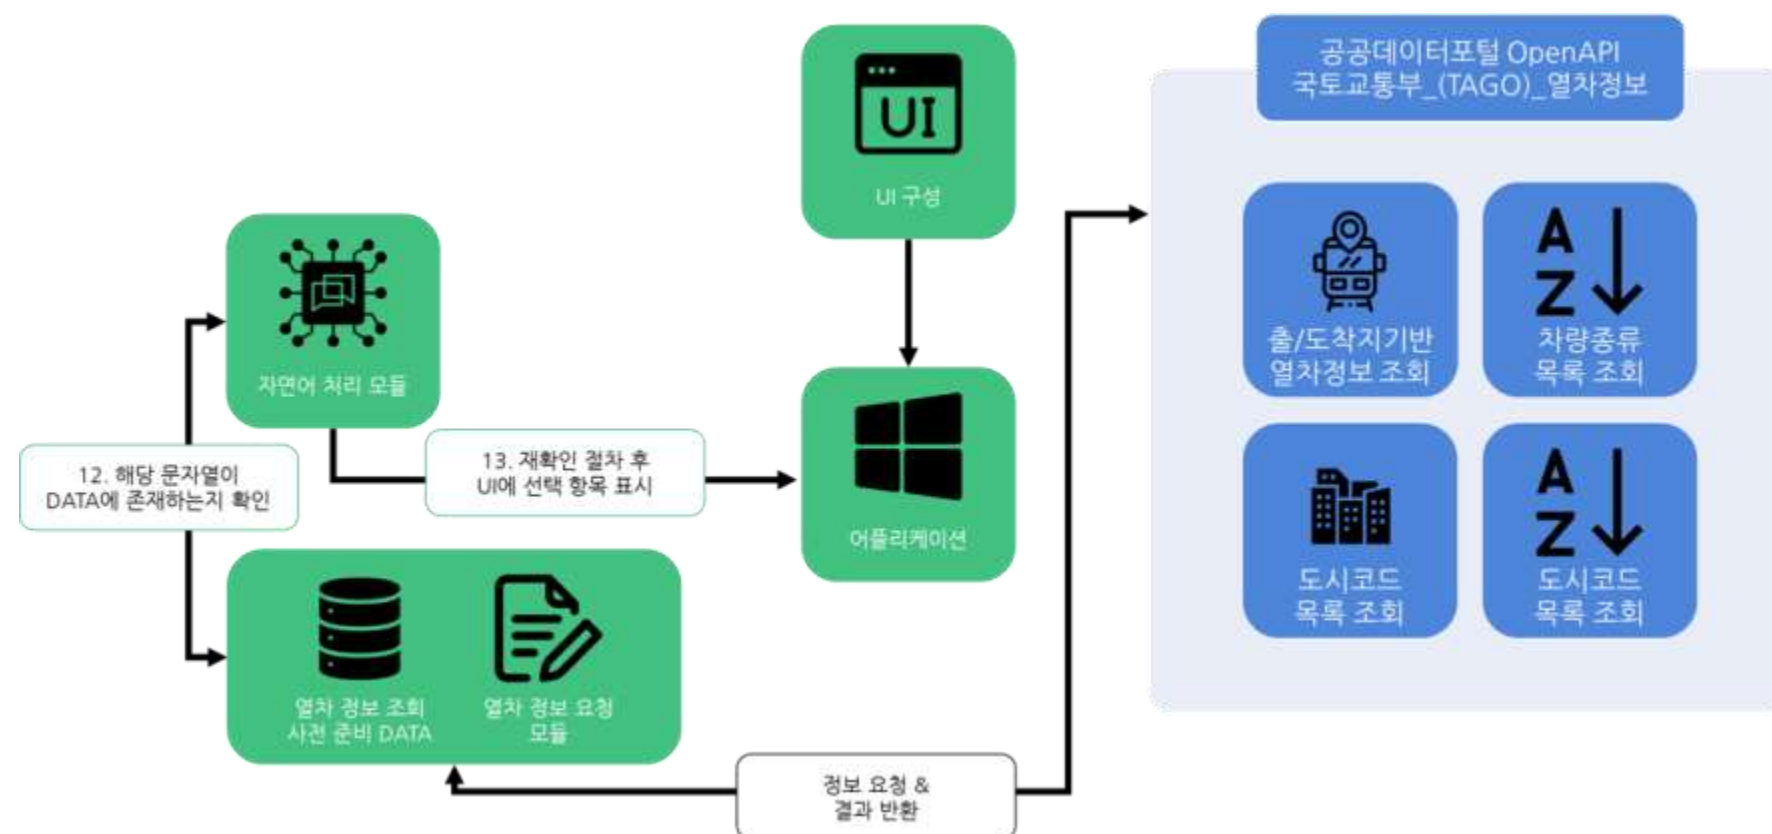 공공데이터포털 OpenAPI
국토교통부_(TAGO)_열차정보
UI
UI 구성
자연어 처리 모듈
출/도착지기반
열차정보 조회
A
Z
차량종류
목록 조회
12. 해당 문자열이
DATA에 존재하는지 확인
13. 재확인 절차 후
UI에 선택 항목 표시
어플리케이션
도시코드
목록 조회
A
Z
도시코드
목록 조회
열차 정보 조회
사전 준비 DATA
열차 정보 요청
모듈
정보 요청 &
결과 반환